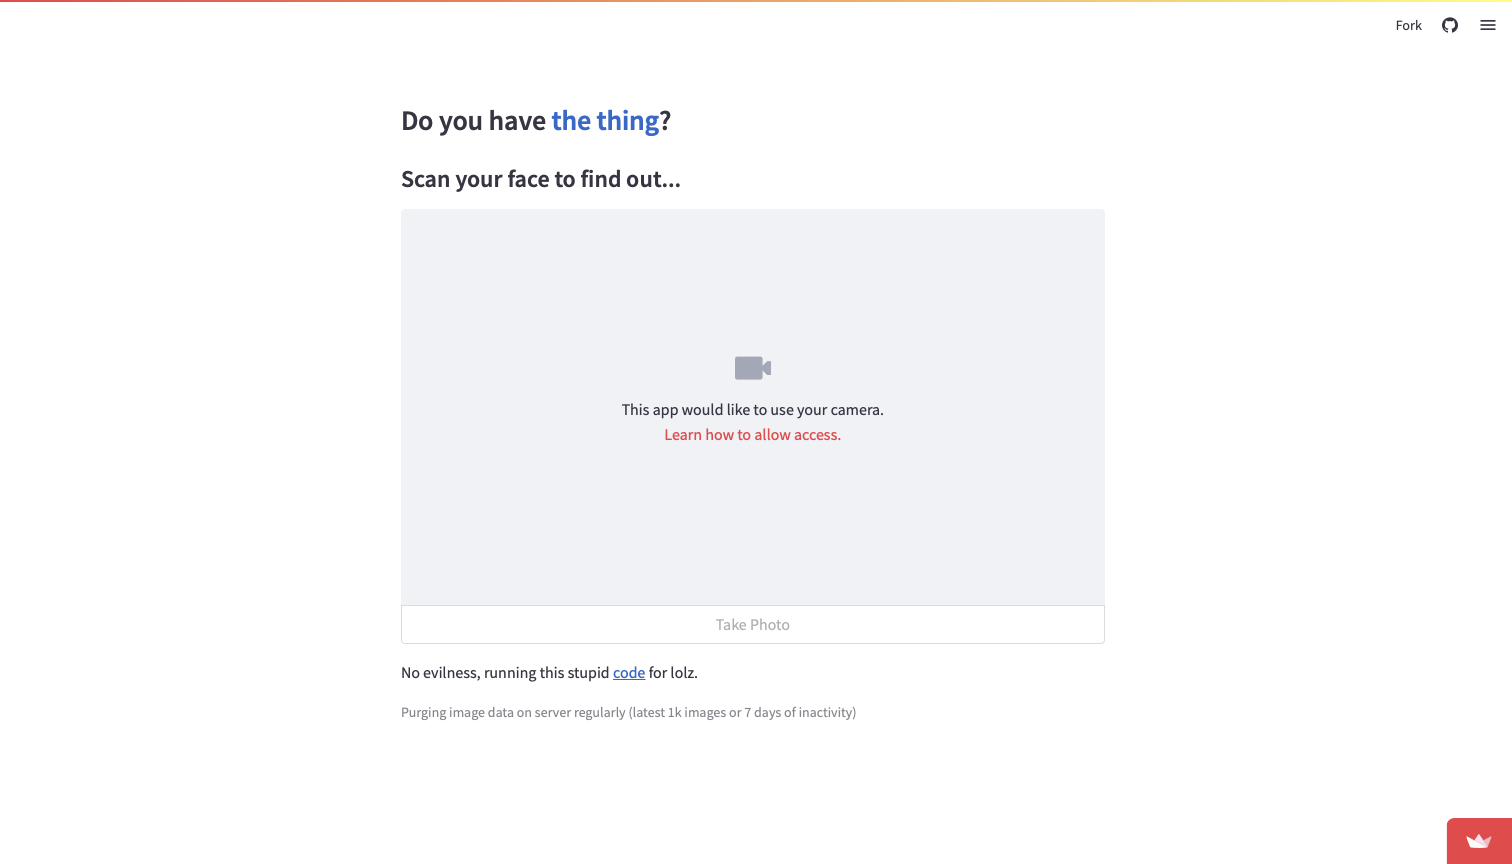 Fork
Do you have the thing?
Scan your face to find out...
This app would like to use your camera.
Learn how to allow access.
Take Photo
No evilness, running this stupid code for lolz.
Purging image data on server regularly (latest 1k images or 7 days of inactivity)